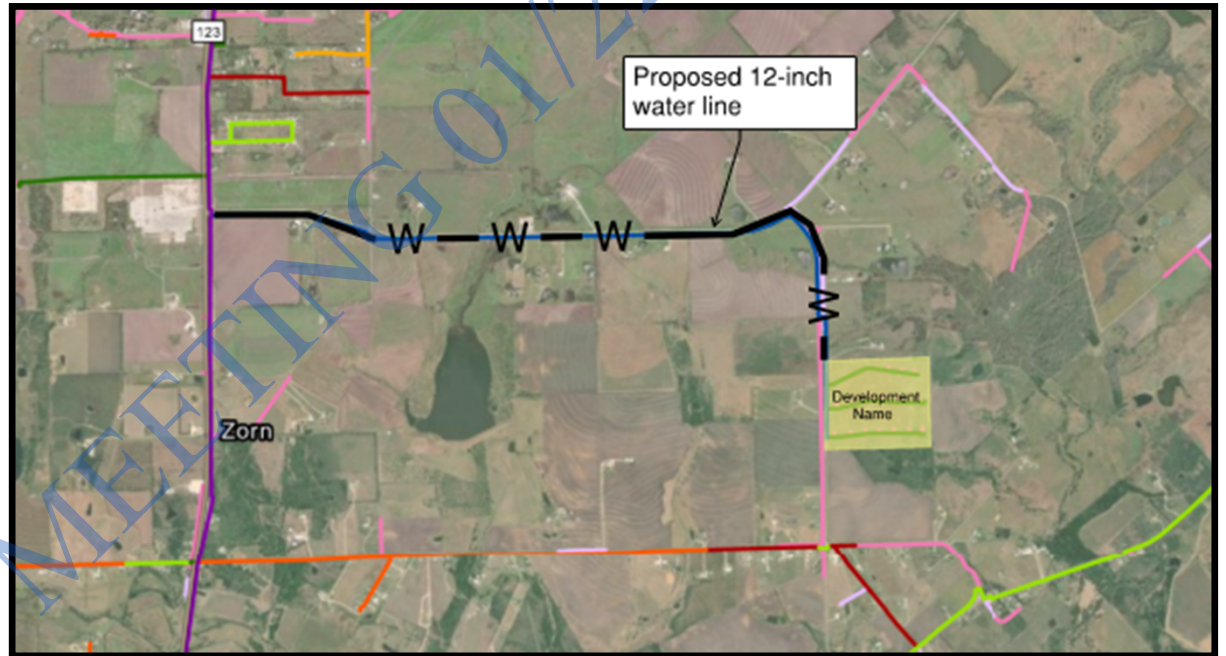 123
Proposed 12-inch
water line
W W W
W
Development
Name
Zorn
MEETING 01/2